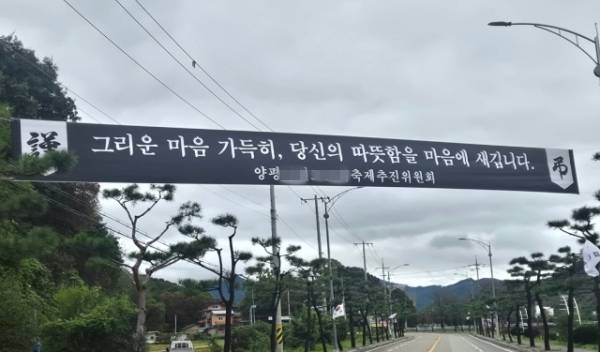 謹 그리운 마음 가득히, 당신의 따뜻함을 마음에 새깁니다. 弔
양평 축제추진위원회